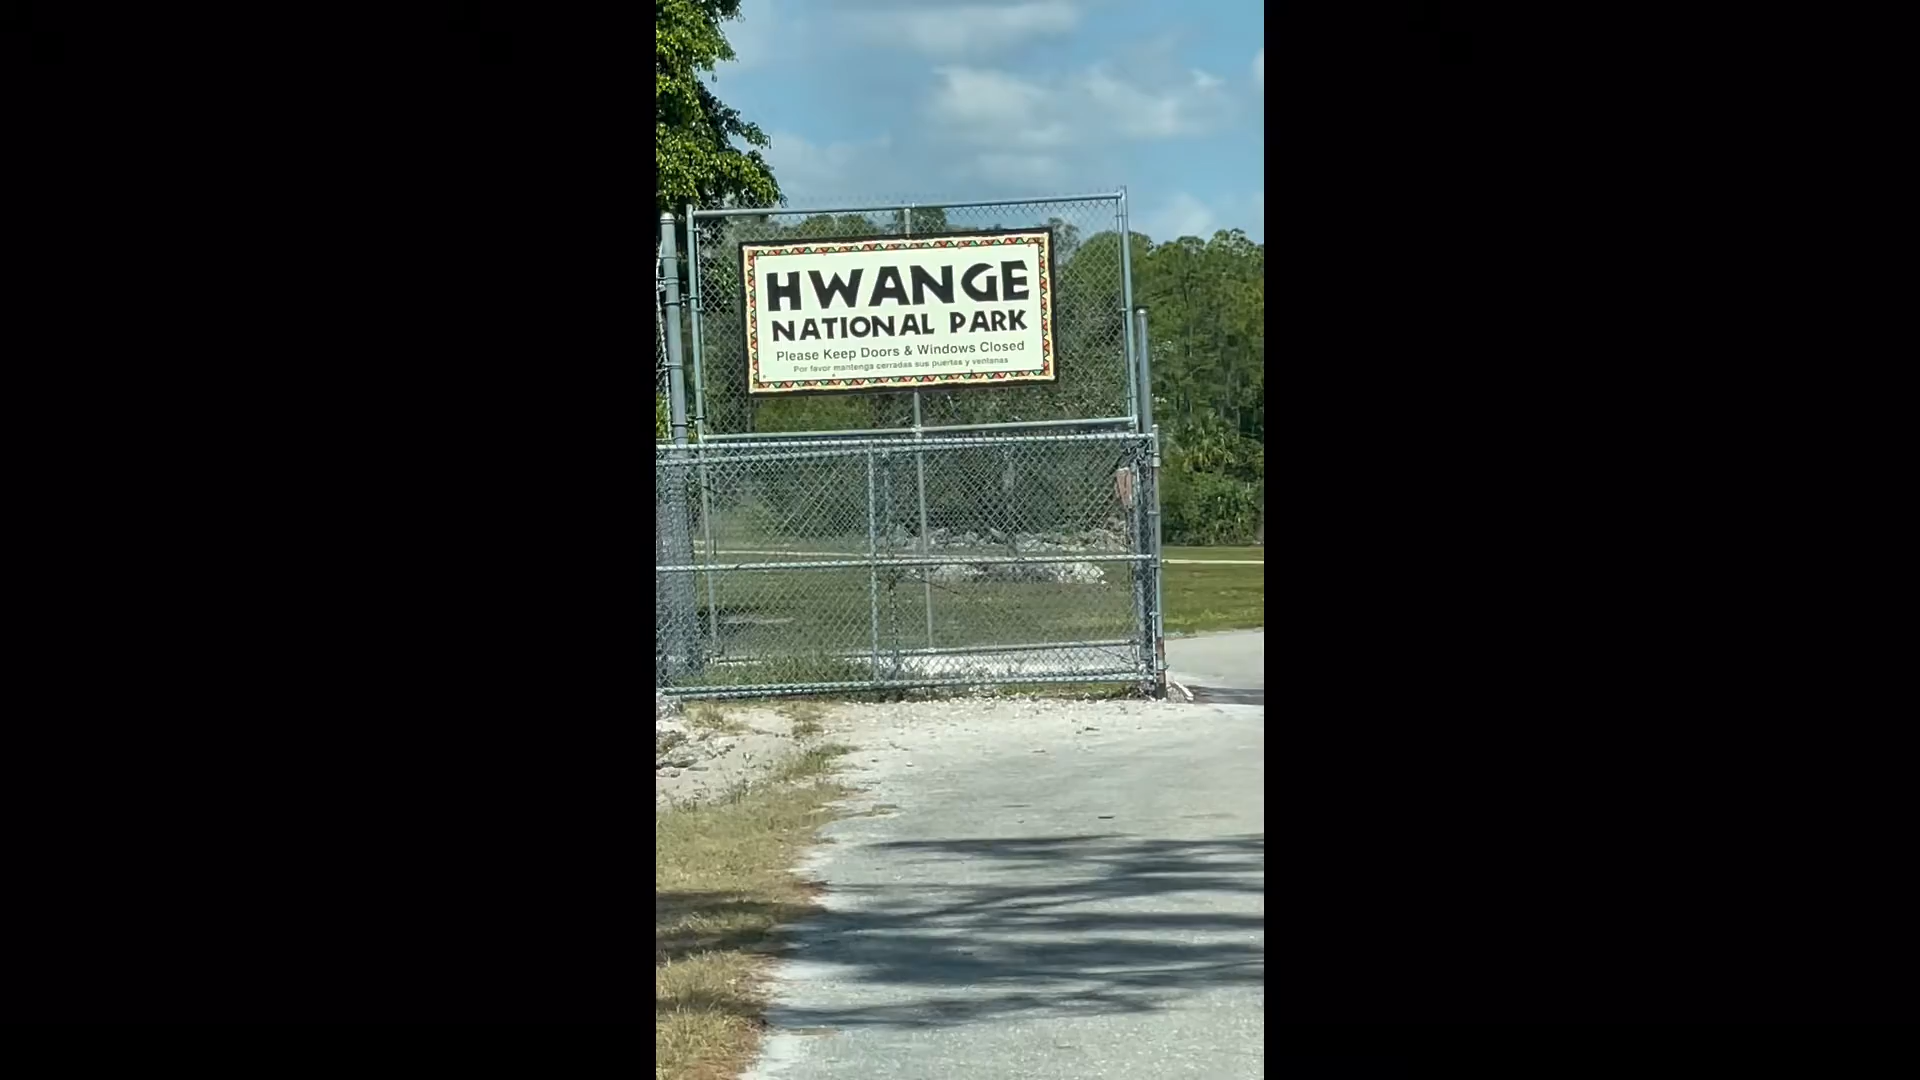 HWANGE
NATIONAL PARK
Please Keep Doors & Windows Closed
Por favor mantenga cerradas sus puertas y ventanas